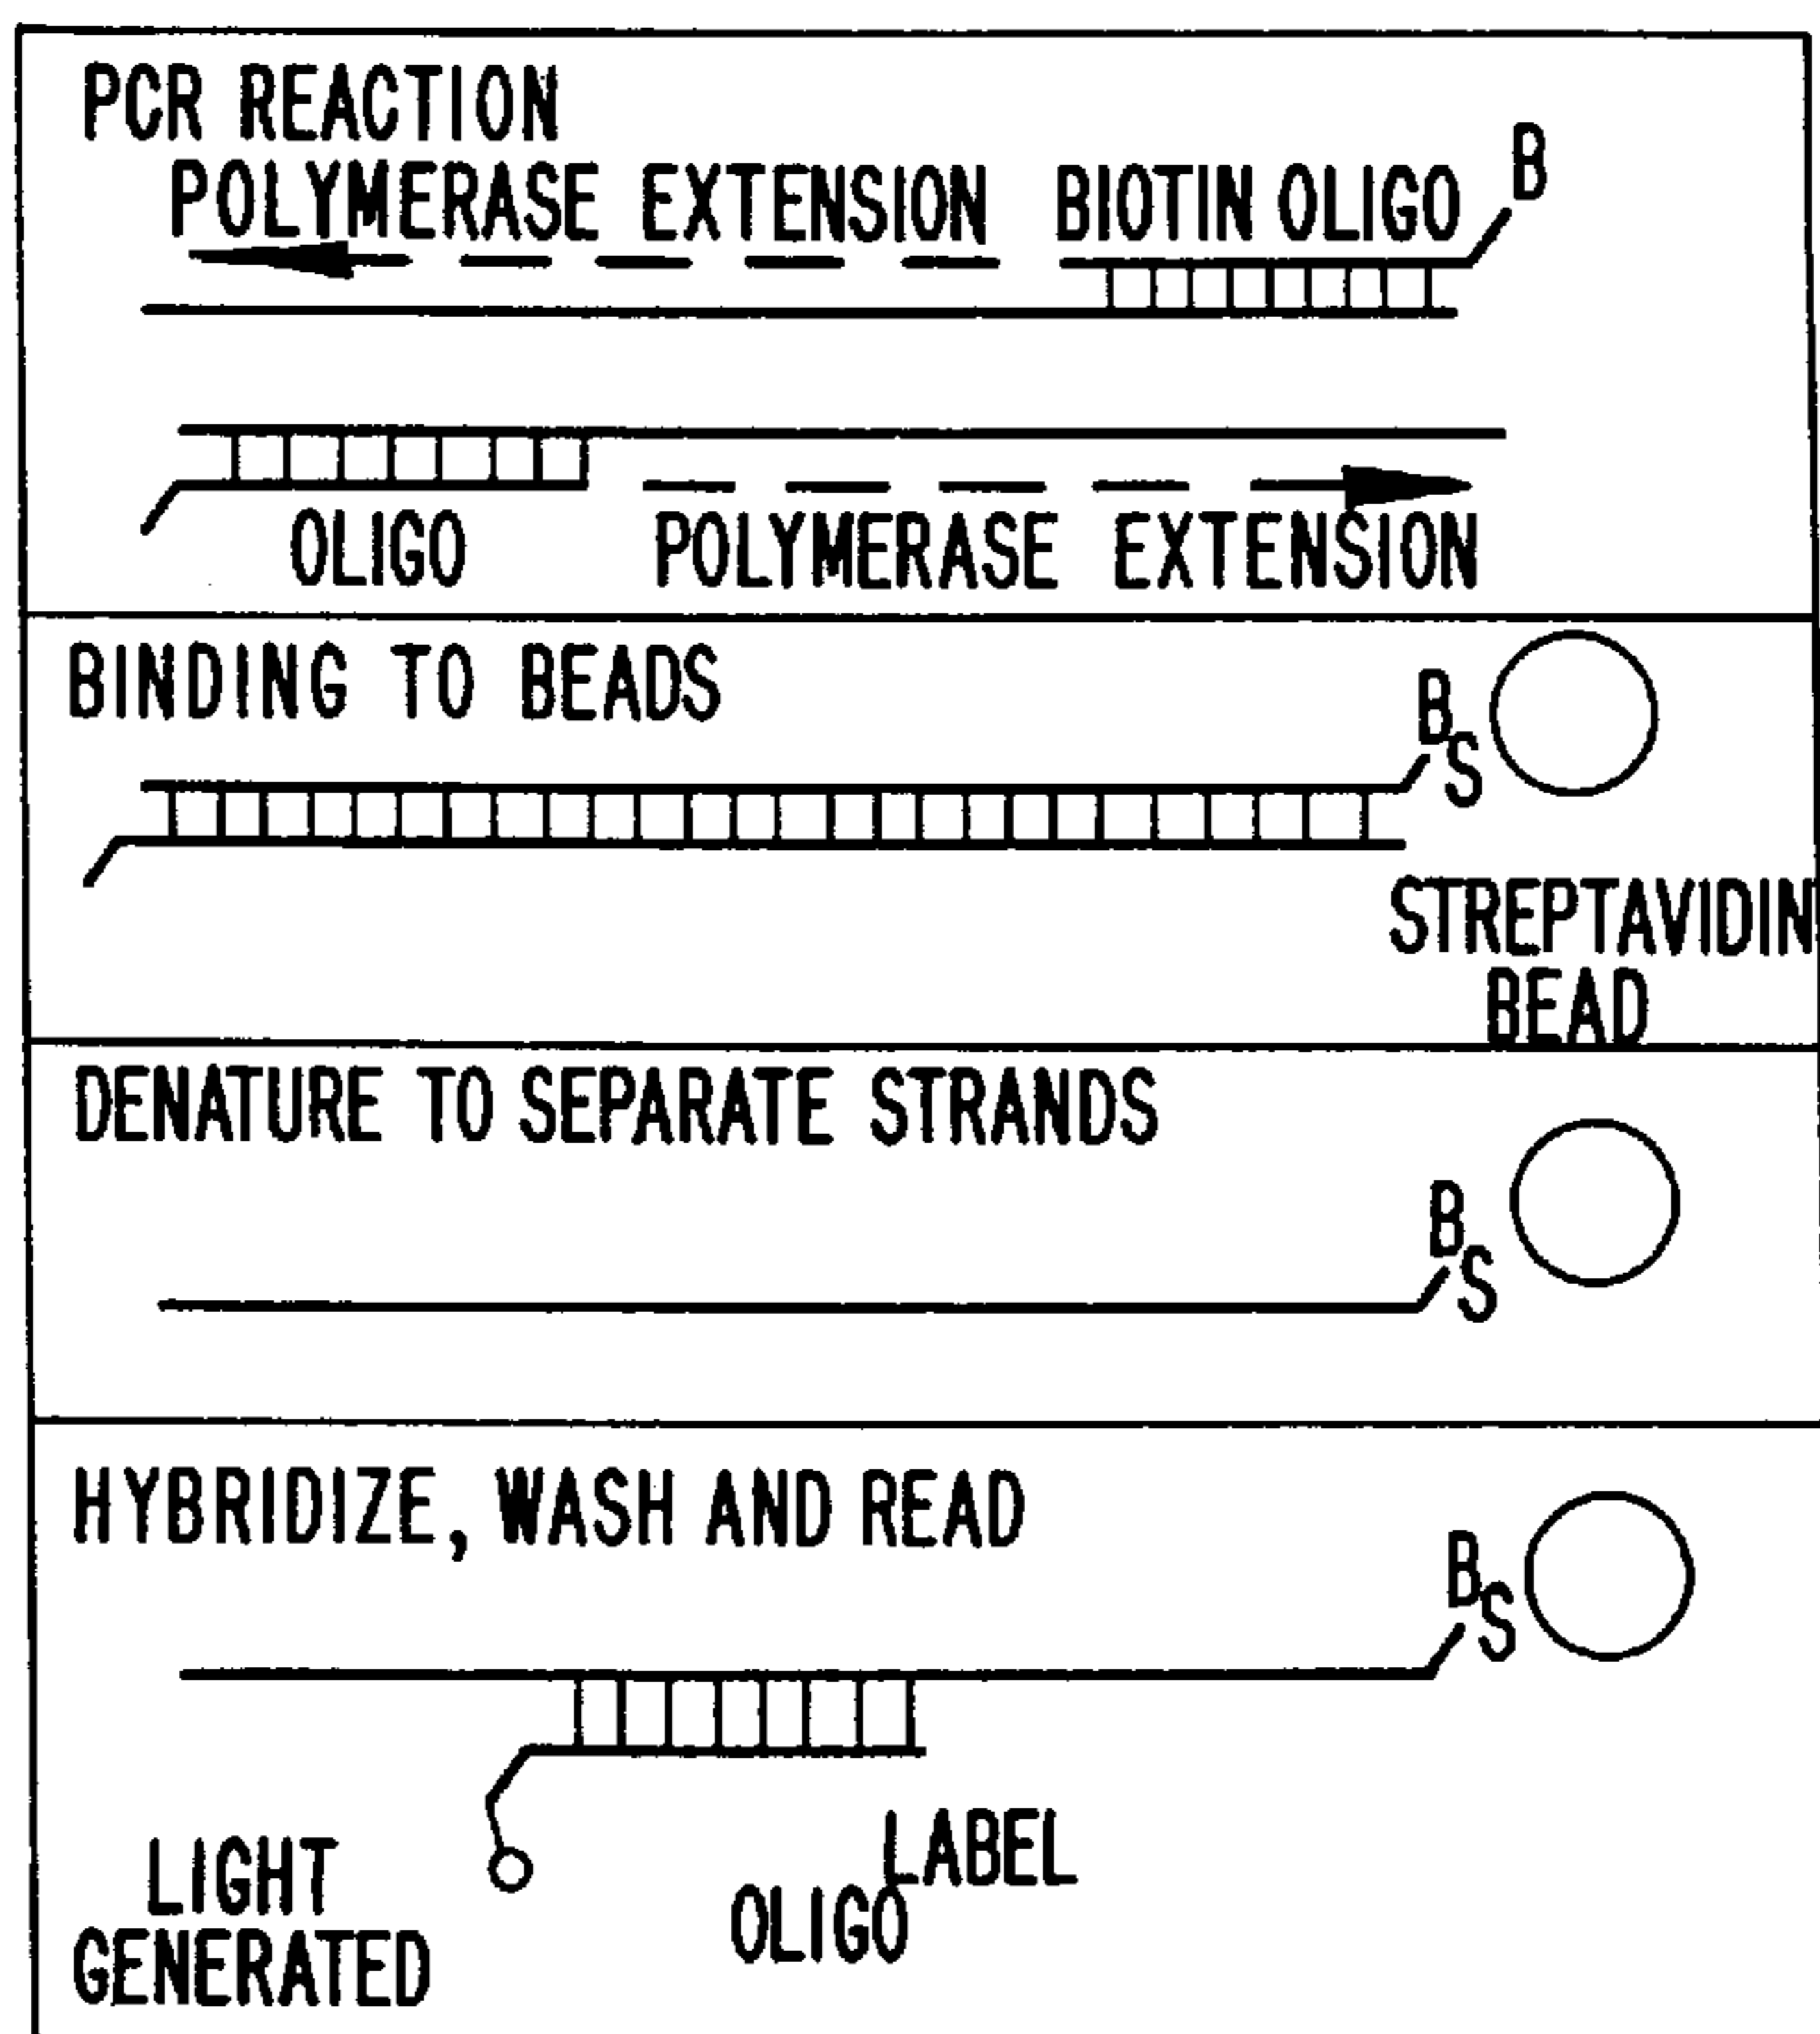 PCR REACTION
POLYMERASE EXTENSION BIOTIN OLIGO B
OLIGO POLYMERASE EXTENSION
BINDING TO BEADS
B
S
STREPTAVIDIN
BEAD
DENATURE TO SEPARATE STRANDS
B
S
HYBRIDIZE, WASH AND READ
B
S
LABEL
OLIGO
LIGHT
GENERATED